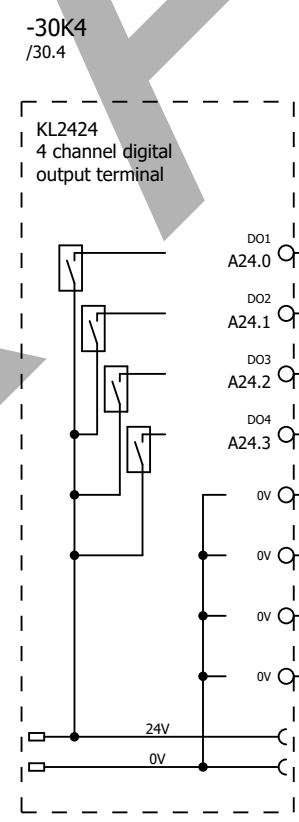 -30K4
/30.4
KL2424
4 channel digital
output terminal
DO1
A24.0
DO2
A24.1
DO3
A24.2
DO4
A24.3
0V
0V
0V
0V
24V
0V